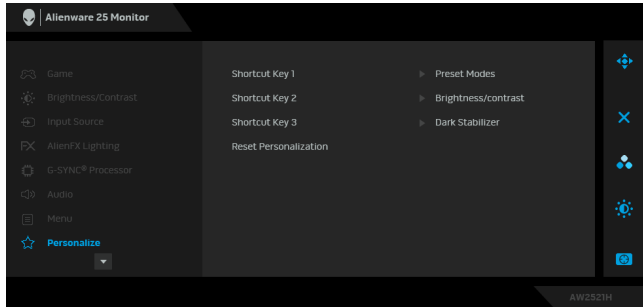 Alienware 25 Monitor
Game
Brightness/Contrast
Input Source
FX AlienFX Lighting
G-SYNC® Processor
Audio
Menu
Personalize
Shortcut Key 1 Preset Modes
Shortcut Key 2 Brightness/contrast
Shortcut Key 3 Dark Stabilizer
Reset Personalization
AW2521H